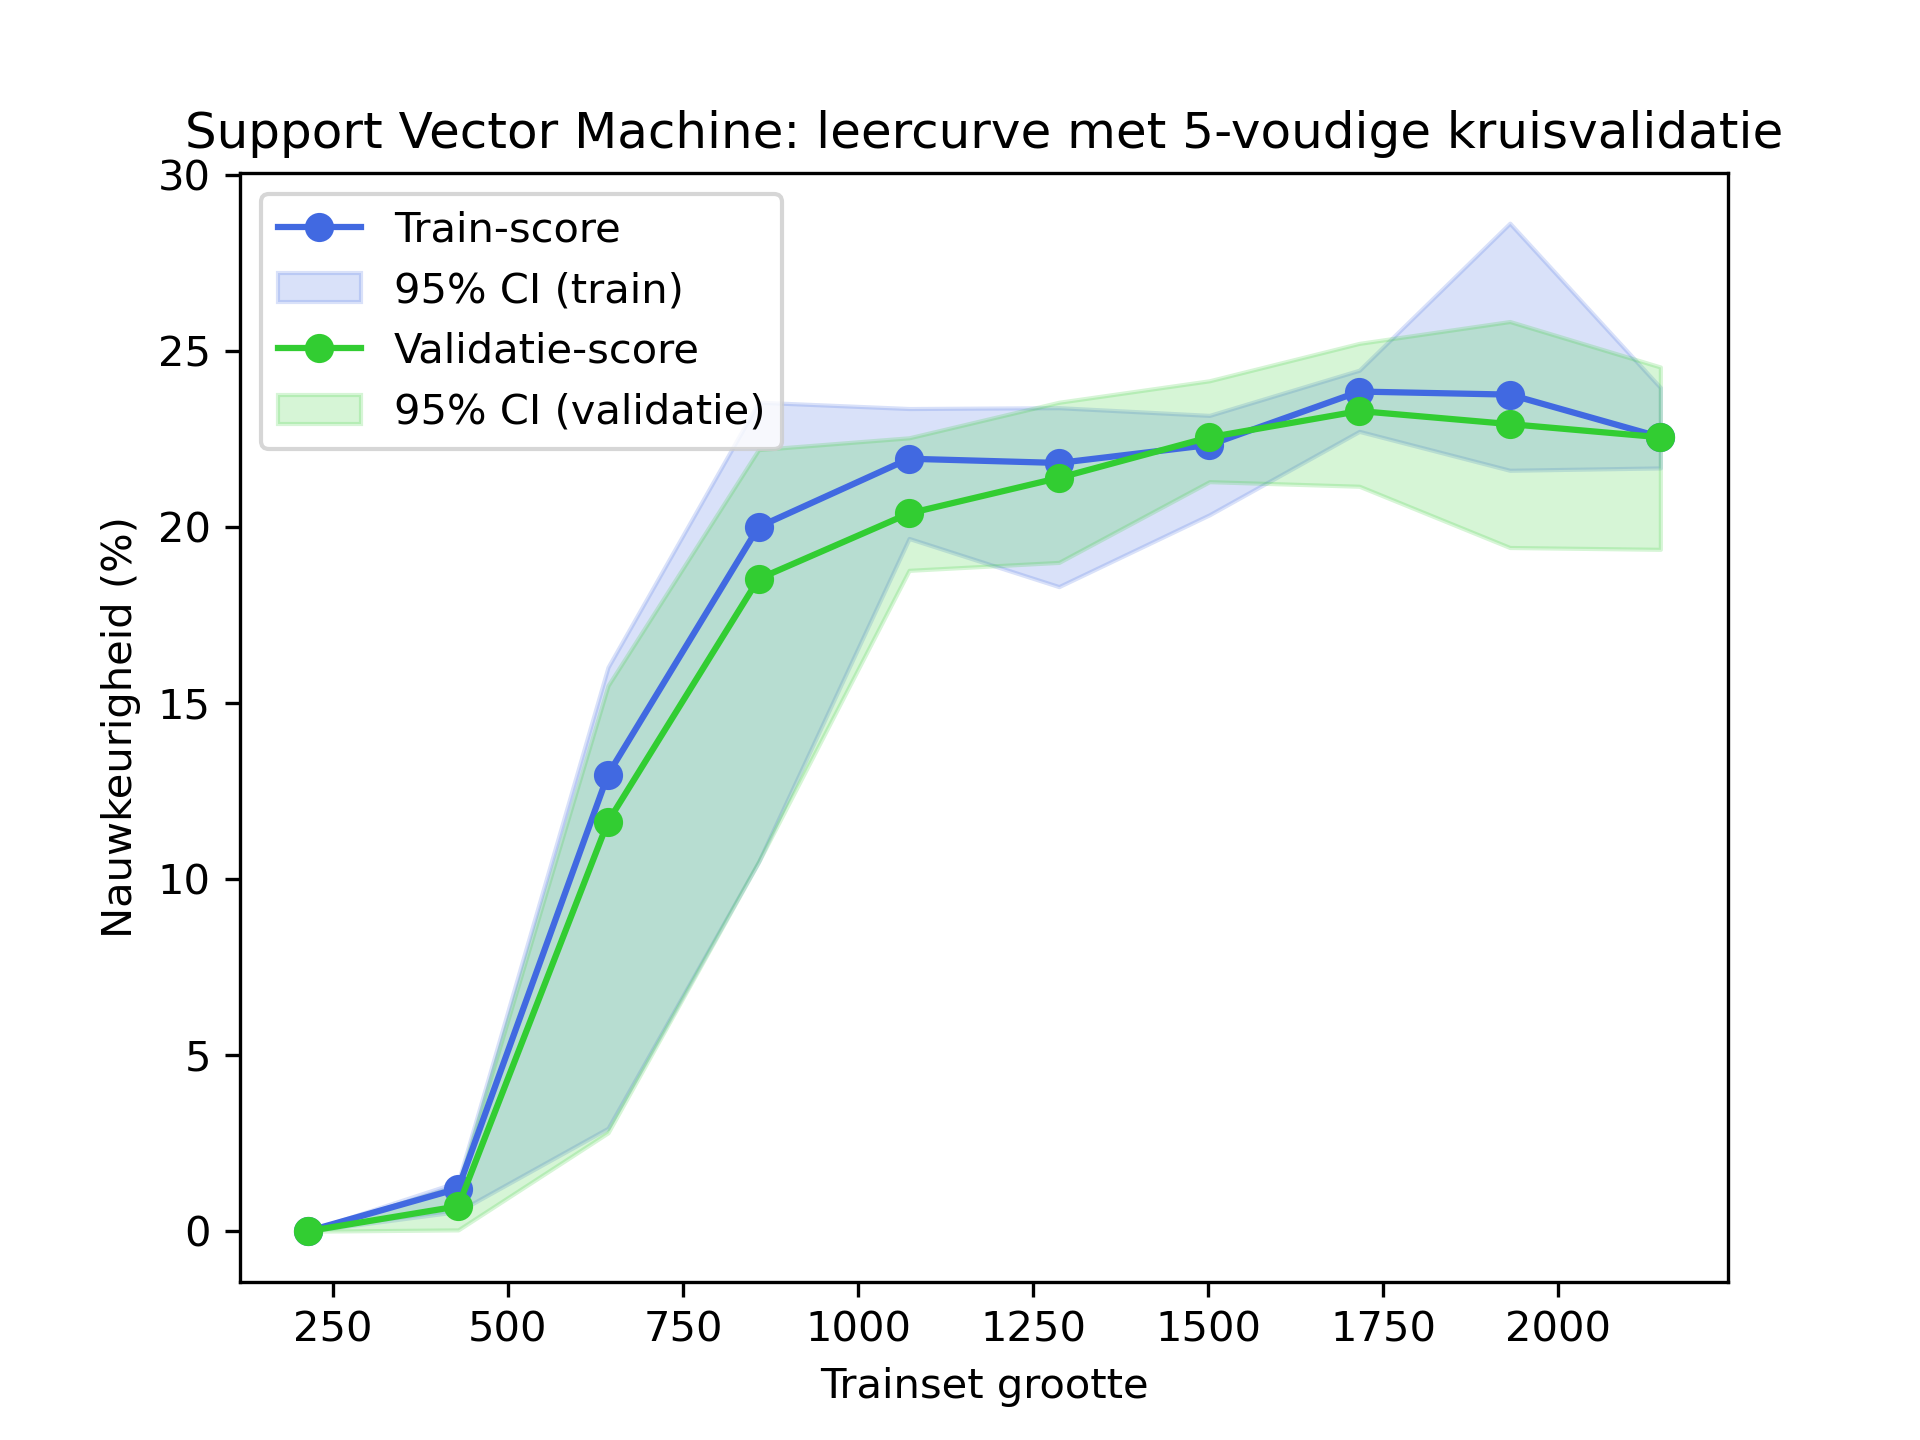 Support Vector Machine: leercurve met 5-voudige kruisvalidatie
Train-score
95% CI (train)
Validatie-score
95% CI (validatie)
Nauwkeurigheid (%)
30
25
20
15
10
5
0
250 500 750 1000 1250 1500 1750 2000
Trainset grootte